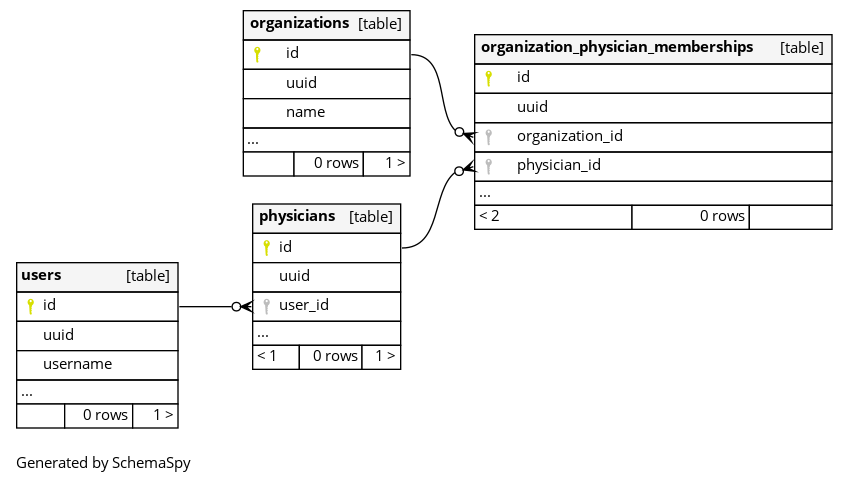 organizations [table]
id
uuid
name
...
0 rows 1 >
organization_physician_memberships [table]
id
uuid
organization_id
physician_id
...
< 2 0 rows
physicians [table]
id
uuid
user_id
...
< 1 0 rows 1 >
users [table]
id
uuid
username
...
0 rows 1 >
Generated by SchemaSpy